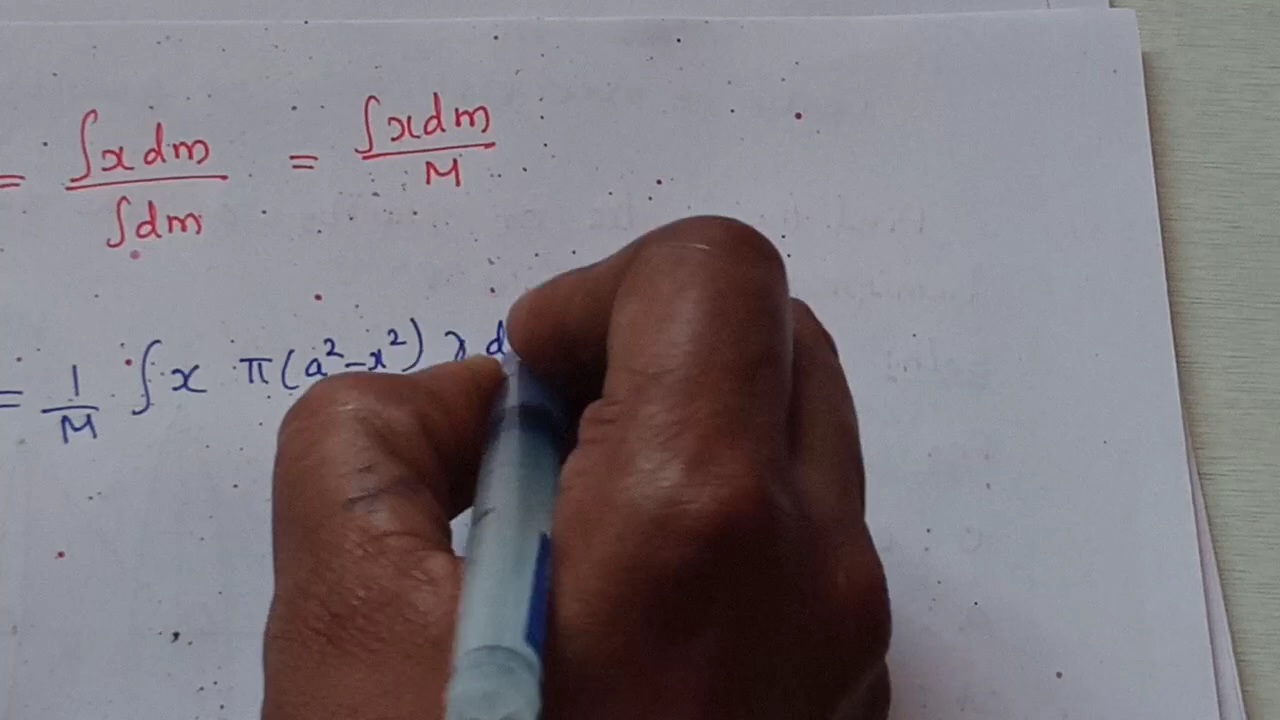 = ∫x dm / ∫dm = ∫x dm / M
= 1/M ∫ x π(a²-x²) d